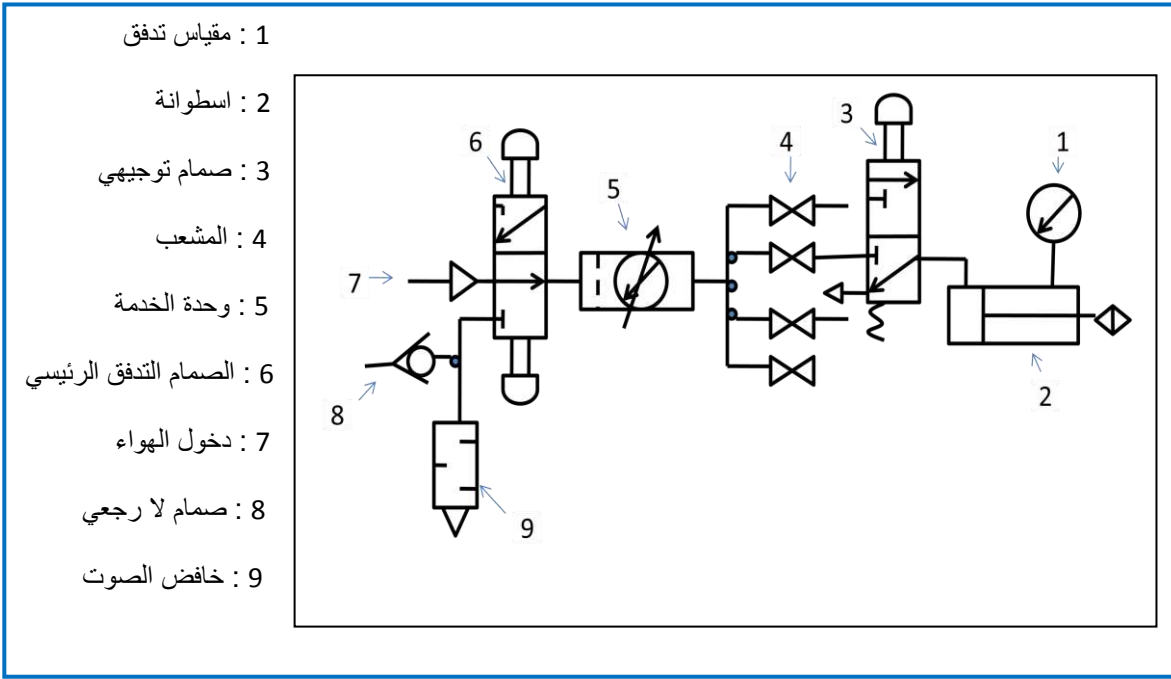 1 : مقياس تدفق
2 : اسطوانة
3 : صمام توجيهي
4 : المشعب
5 : وحدة الخدمة
6 : الصمام التدفق الرئيسي
7 : دخول الهواء
8 : صمام لا رجعي
9 : خافض الصوت
3
1
6
4
5
7
8
2
9